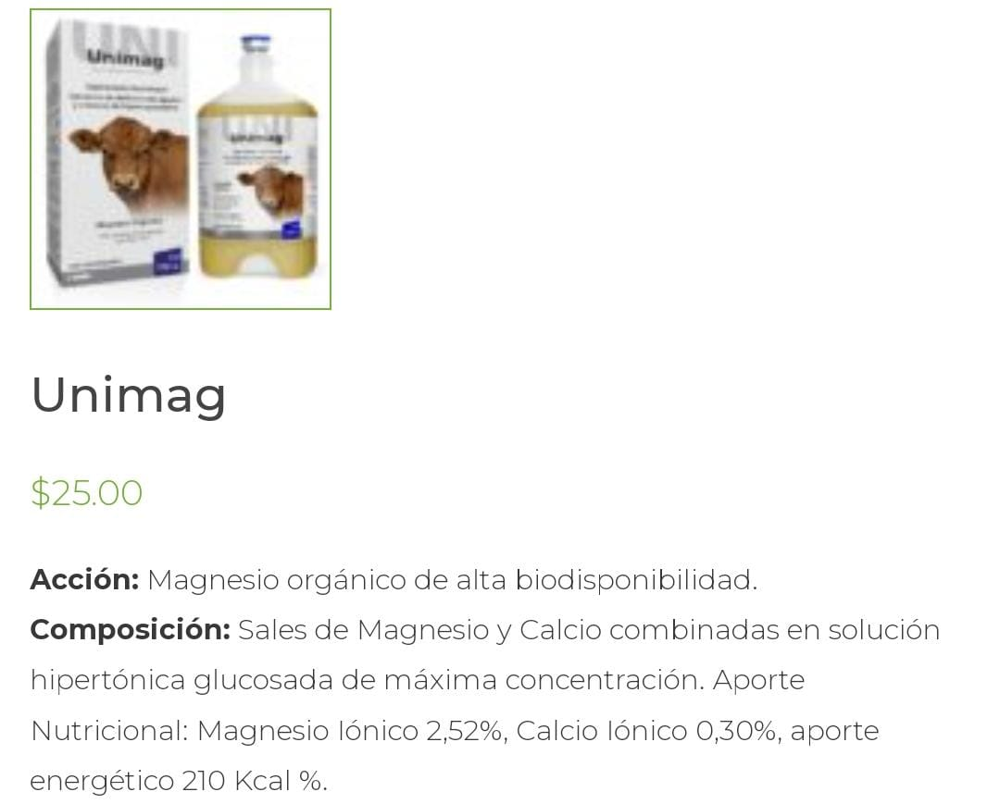 UNI
Unimag
UNI
unimag
Unimag
$25.00
Acción: Magnesio orgánico de alta biodisponibilidad.
Composición: Sales de Magnesio y Calcio combinadas en solución
hipertónica glucosada de máxima concentración. Aporte
Nutricional: Magnesio Iónico 2,52%, Calcio Iónico 0,30%, aporte
energético 210 Kcal %.